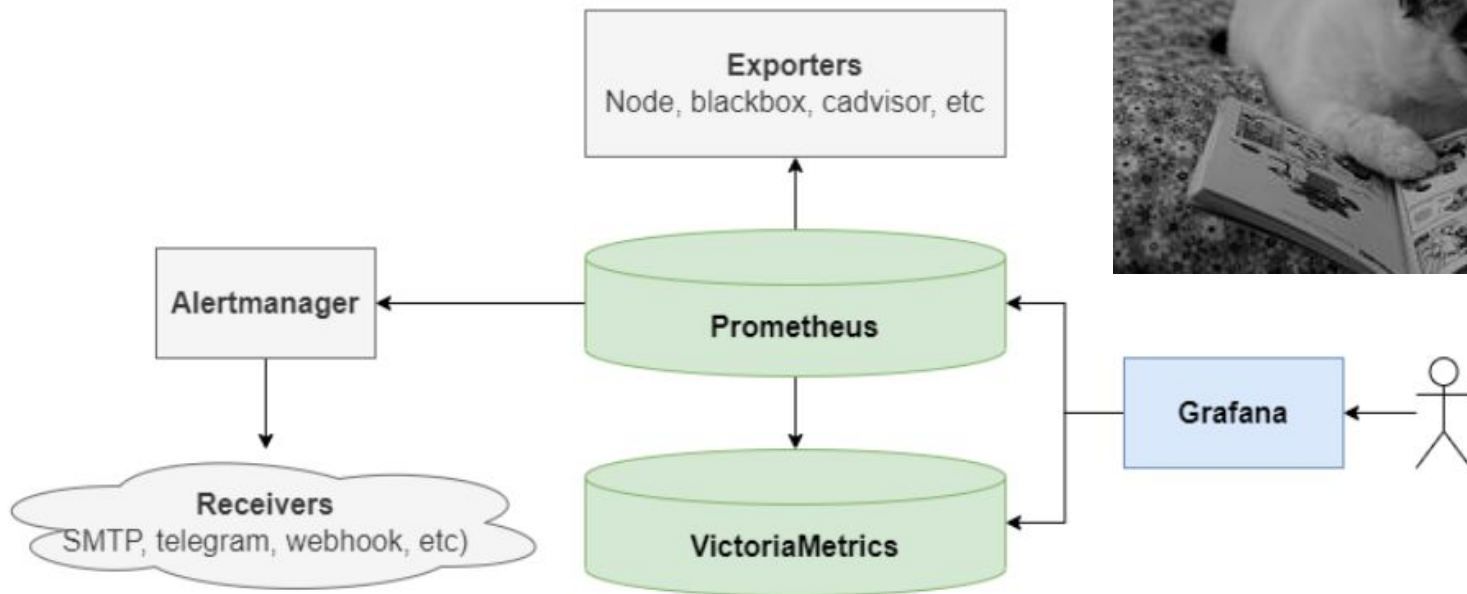 Exporters
Node, blackbox, cadvisor, etc
Alertmanager
Prometheus
Grafana
Receivers
SMTP, telegram, webhook, etc)
VictoriaMetrics